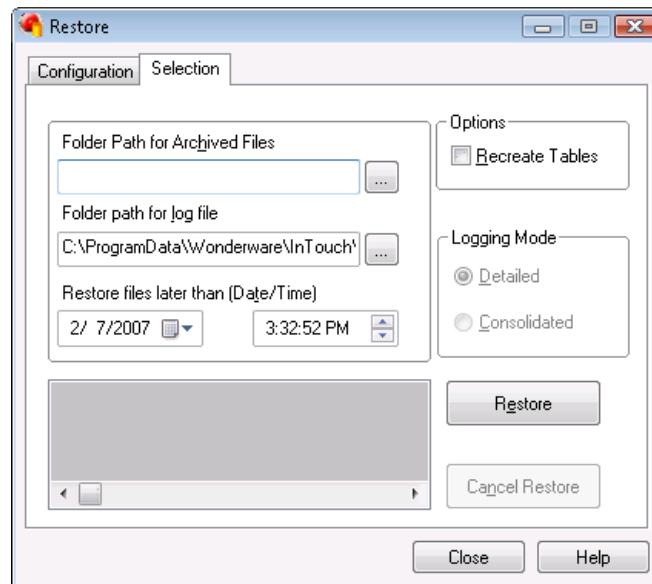 Restore
Configuration
Selection
Folder Path for Archived Files
...
Folder path for log file
C:\ProgramData\Wonderware\InTouch\
...
Restore files later than (Date/Time)
2/ 7/2007
3:32:52 PM
Options
Recreate Tables
Logging Mode
Detailed
Consolidated
Restore
Cancel Restore
Close
Help